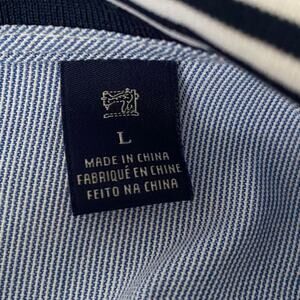 L
MADE IN CHINA
FABRIQUÉ EN CHINE
FEITO NA CHINA